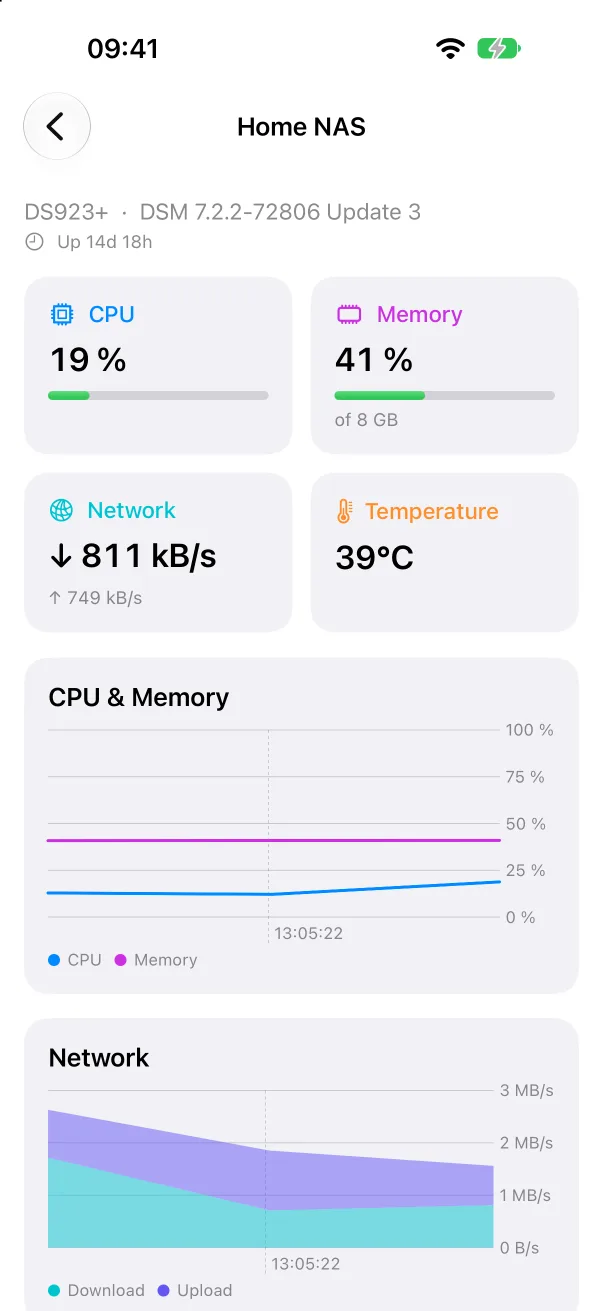 09:41
Home NAS
DS923+ · DSM 7.2.2-72806 Update 3
Up 14d 18h
CPU
19 %
Memory
41 %
of 8 GB
Network
↓ 811 kB/s
↑ 749 kB/s
Temperature
39°C
CPU & Memory
100 %
75 %
50 %
25 %
0 %
13:05:22
CPU
Memory
Network
3 MB/s
2 MB/s
1 MB/s
0 B/s
13:05:22
Download
Upload